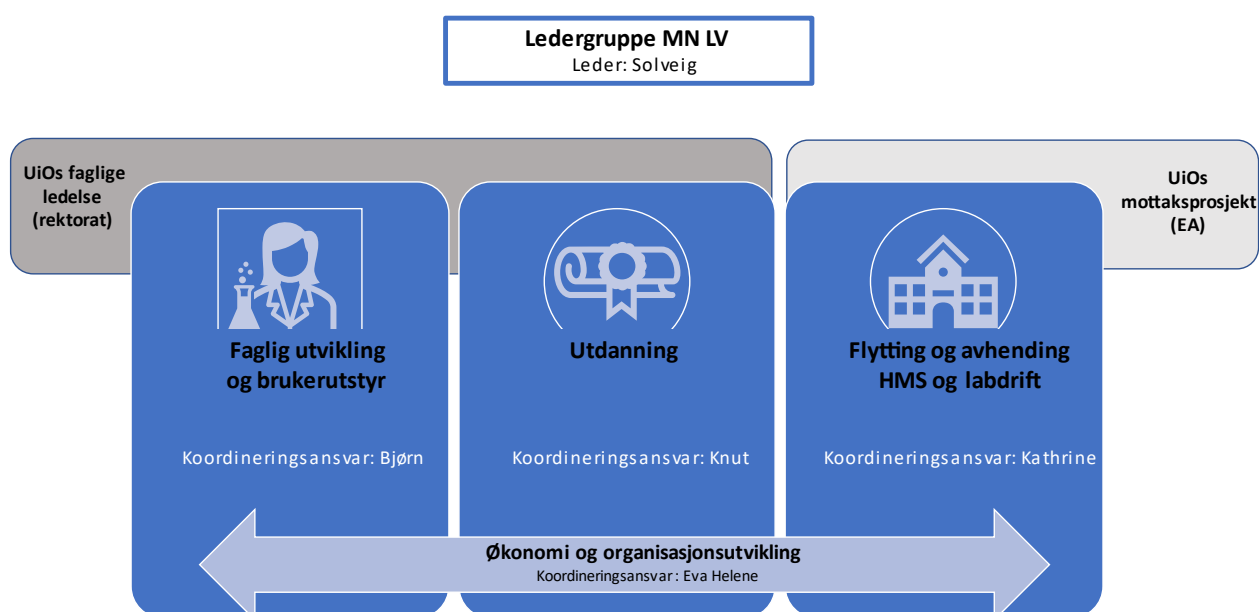 Ledergruppe MN LV
Leder: Solveig
UiOs faglige
ledelse
(rektorat)
UiOs
mottaksprosjekt
(EA)
Faglig utvikling
og brukerutstyr
Koordineringsansvar: Bjørn
Utdanning
Koordineringsansvar: Knut
Flytting og avhending
HMS og labdrift
Koordineringsansvar: Kathrine
Økonomi og organisasjonsutvikling
Koordineringsansvar: Eva Helene